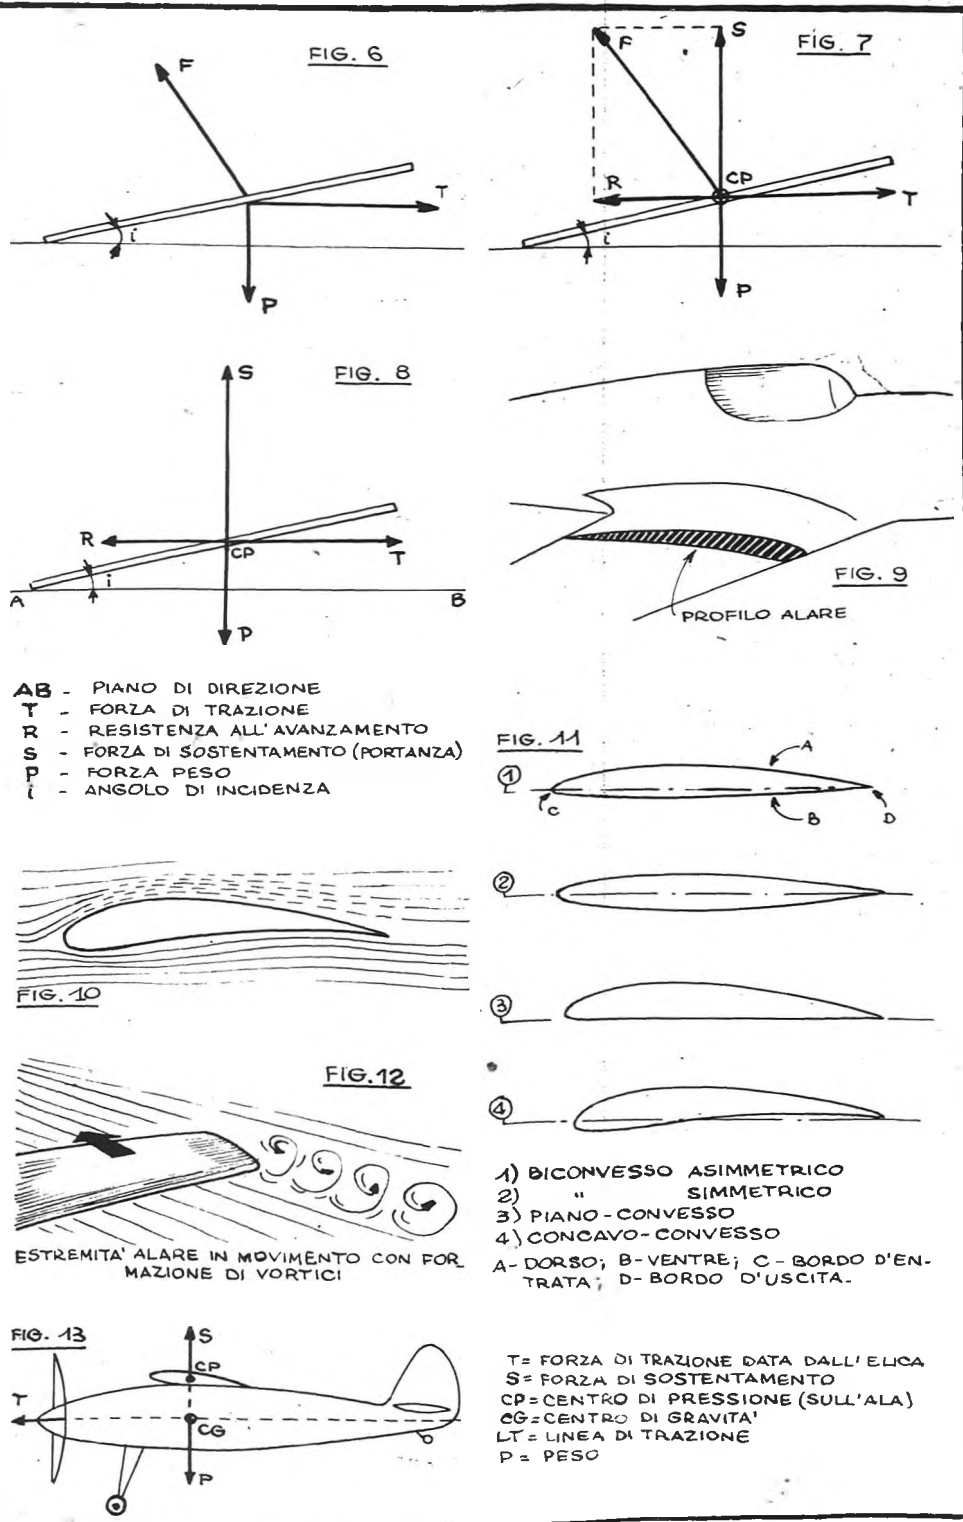 FIG. 6
F
T
i
P
FIG. 7
F
S
CP
R
T
i
P
FIG. 8
S
R
CP
T
i
A
B
P
FIG. 9
PROFILO ALARE
AB - PIANO DI DIREZIONE
T - FORZA DI TRAZIONE
R - RESISTENZA ALL'AVANZAMENTO
S - FORZA DI SOSTENTAMENTO (PORTANZA)
P - FORZA PESO
i - ANGOLO DI INCIDENZA
FIG. 10
FIG. 11
1
A
C
B
D
2
3
4
1) BICONVESSO ASIMMETRICO
2) " SIMMETRICO
3) PIANO-CONVESSO
4) CONCAVO-CONVESSO
A-DORSO; B-VENTRE; C-BORDO D'EN-
TRATA; D-BORDO D'USCITA.
FIG. 12
ESTREMITA' ALARE IN MOVIMENTO CON FOR_
MAZIONE DI VORTICI
FIG. 13
S
CP
T
CG
P
T= FORZA DI TRAZIONE DATA DALL'ELICA
S= FORZA DI SOSTENTAMENTO
CP=CENTRO DI PRESSIONE (SULL'ALA)
CG=CENTRO DI GRAVITA'
LT= LINEA DI TRAZIONE
P= PESO